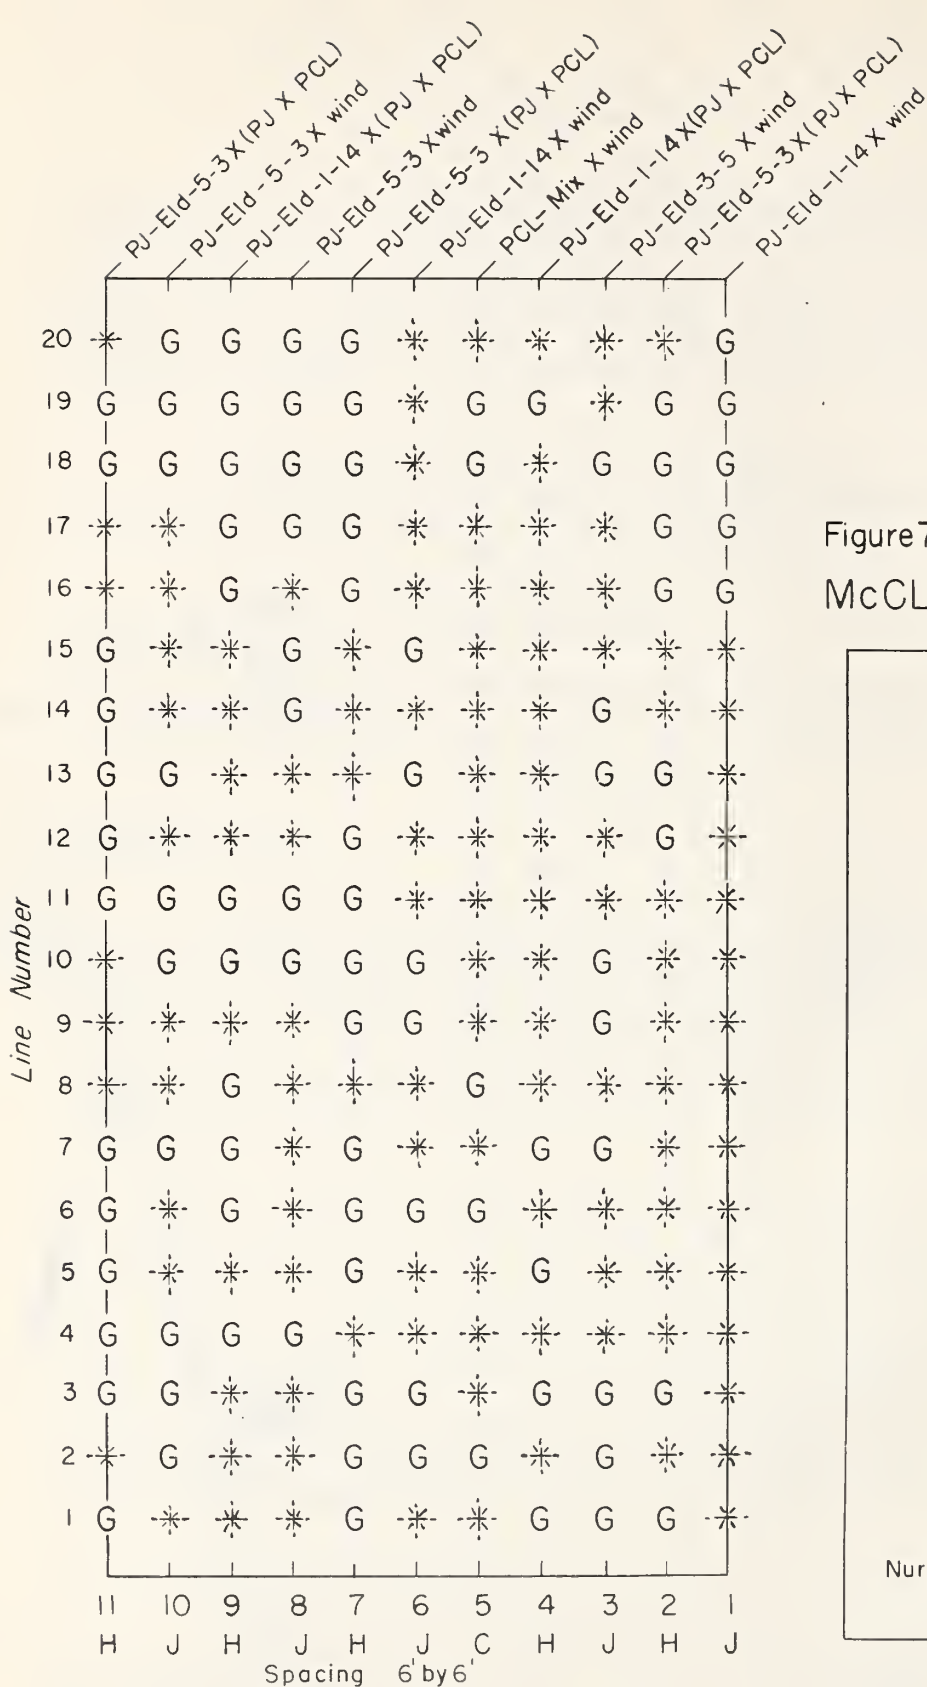 PJ-Eld-5-3X(PJ X PCL)
PJ-Eld-5-3 X wind
PJ-Eld-1-14 X(PJ X PCL)
PJ-Eld-5-3 X wind
PJ-Eld-5-3 X(PJ X PCL)
PJ-Eld-1-14 X wind
PCL-Mix X wind
PJ-Eld-1-14X(PJ X PCL)
PJ-Eld-3-5 X wind
PJ-Eld-5-3X(PJ X PCL)
PJ-Eld-1-14 X wind
Line Number
20 * G G G G * * * * * G
19 G G G G G * G G * G G
18 G G G G G * G * G G G
17 * * G G G * * * * G G
16 * * G * G * * * * G G
15 G * * G * G * * * * *
14 G * * G * * * * G * *
13 G G * * * G * * G G *
12 G * * * G * * * * G *
11 G G G G G * * * * * *
10 * G G G G G * * G * *
9 * * * * G G * * G * *
8 * * G * * * G * * * *
7 G G G * G * * G G * *
6 G * G * G G G * * * *
5 G * * * G * * G * * *
4 G G G G * * * * * * *
3 G G * * G G * G G G *
2 * G * * G G G * G * *
1 G * * * G * * G G G *
11 10 9 8 7 6 5 4 3 2 1
H J H J H J C H J H J
Spacing 6' by 6'
Figure 7
McCL
Nur